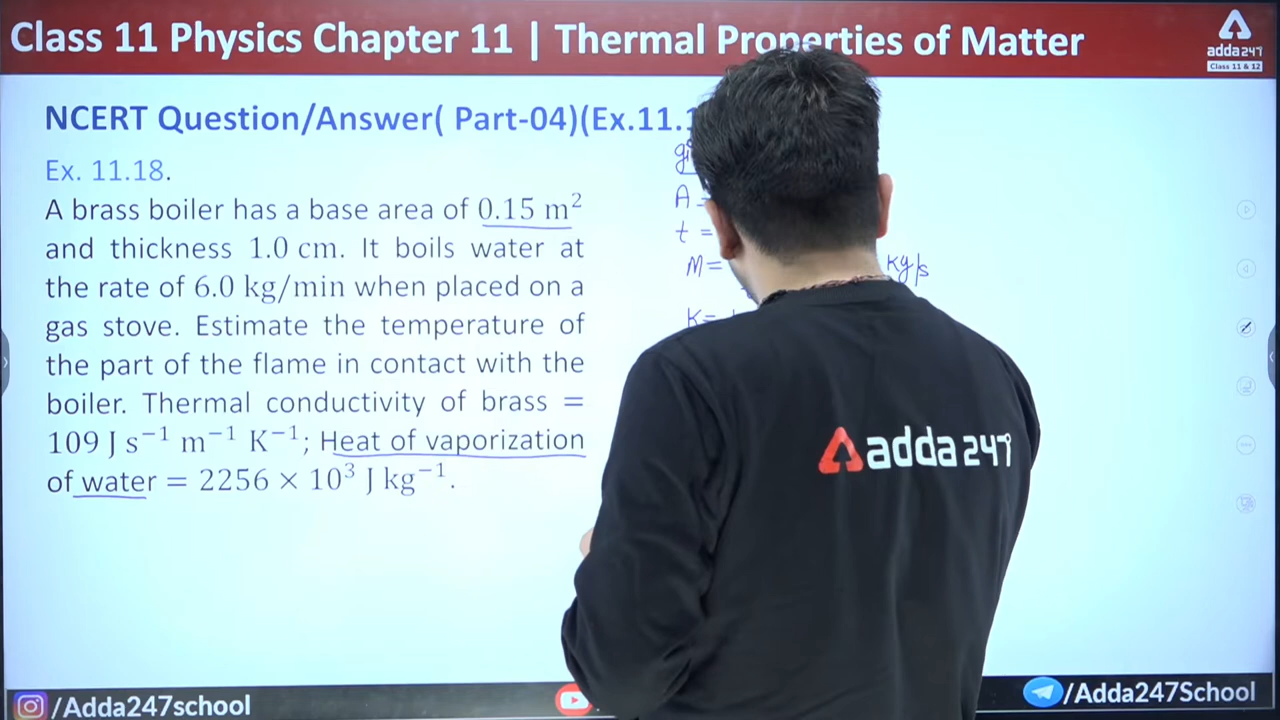 Class 11 Physics Chapter 11 | Thermal Properties of Matter
adda247
Class 11 & 12
NCERT Question/Answer( Part-04)(Ex.11.
Ex. 11.18.
A brass boiler has a base area of 0.15 m²
and thickness 1.0 cm. It boils water at
the rate of 6.0 kg/min when placed on a
gas stove. Estimate the temperature of
the part of the flame in contact with the
boiler. Thermal conductivity of brass =
109 J s⁻¹ m⁻¹ K⁻¹; Heat of vaporization
of water = 2256 × 10³ J kg⁻¹.
A =
t =
M= kg/s
K=
adda247
/Adda247school
/Adda247School